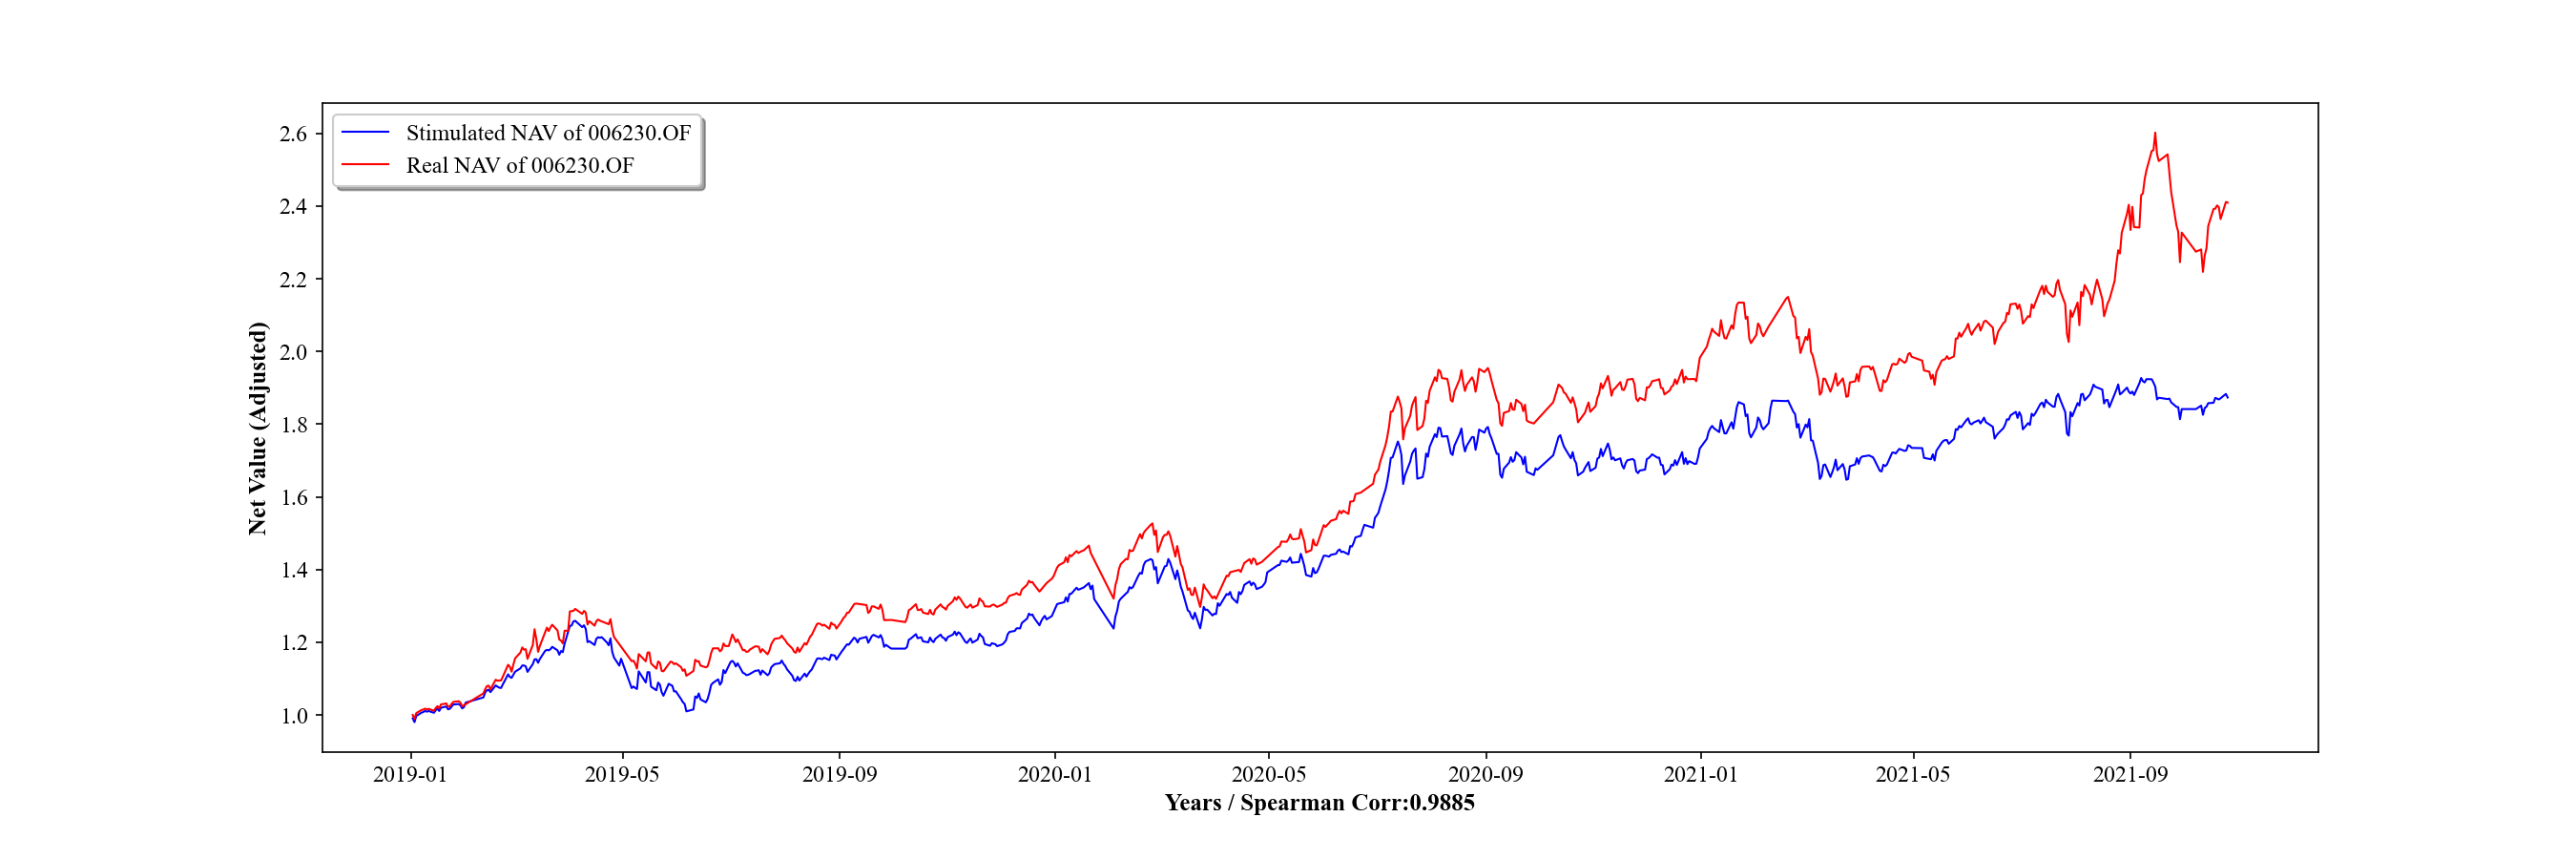 Stimulated NAV of 006230.OF
Real NAV of 006230.OF
2.6
2.4
2.2
2.0
1.8
1.6
1.4
1.2
1.0
Net Value (Adjusted)
2019-01 2019-05 2019-09 2020-01 2020-05 2020-09 2021-01 2021-05 2021-09
Years / Spearman Corr:0.9885